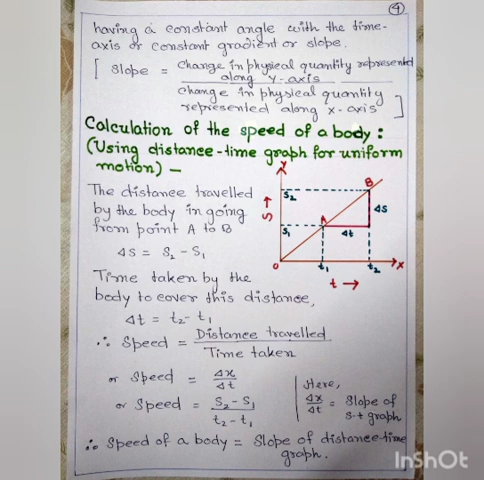 4
having a constant angle with the time-
axis or constant gradient or slope.
[ Slope = Change in physical quantity represented
along Y-axis
change in physical quantity
represented along x-axis ]
Calculation of the speed of a body :
(Using distance-time graph for uniform
motion) —
The distance travelled
by the body in going
from point A to B
Δs = S₂ - S₁
Y
S₂
B
S →
Δs
S₁
A
Δt
O
t₁
t₂
X
t →
Time taken by the
body to cover this distance,
Δt = t₂- t₁
∴ Speed = Distance travelled
Time taken
or Speed = Δx
Δt
or Speed = S₂ - S₁
t₂ - t₁
Here,
Δx
Δt = Slope of
s-t graph
∴ Speed of a body = Slope of distance-time
graph.
InShOt